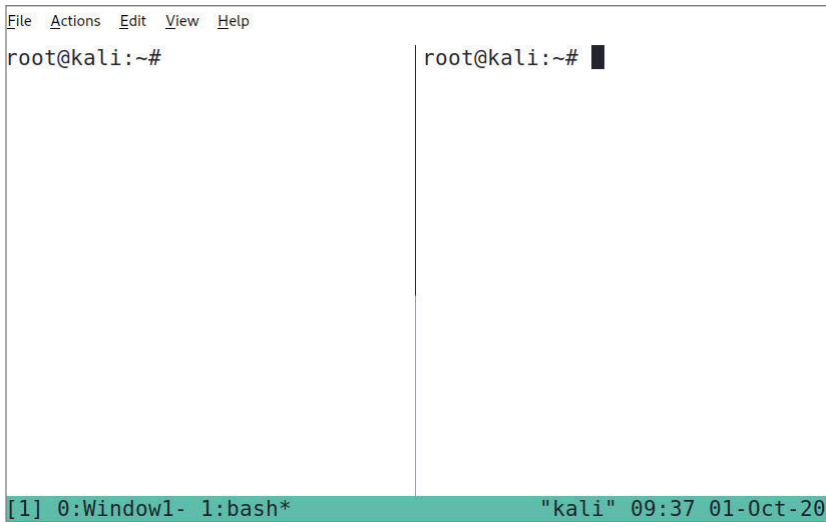 File Actions Edit View Help
root@kali:~#
root@kali:~#
[1] 0:Window1- 1:bash* "kali" 09:37 01-Oct-20